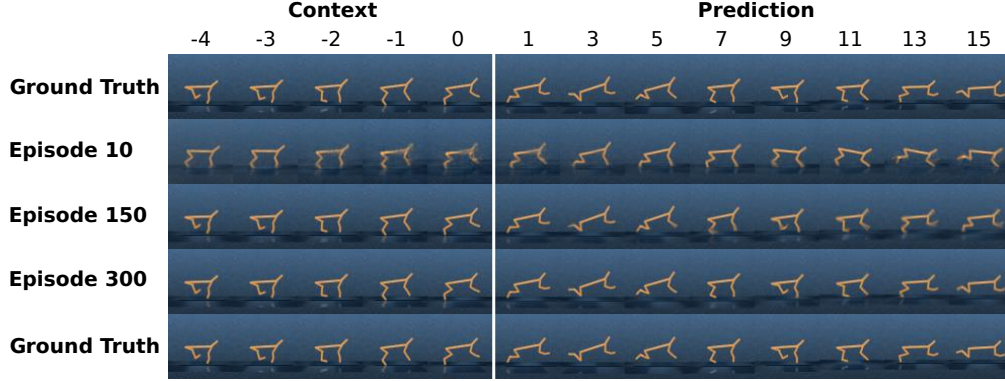 Context Prediction
-4 -3 -2 -1 0 1 3 5 7 9 11 13 15
Ground Truth
Episode 10
Episode 150
Episode 300
Ground Truth